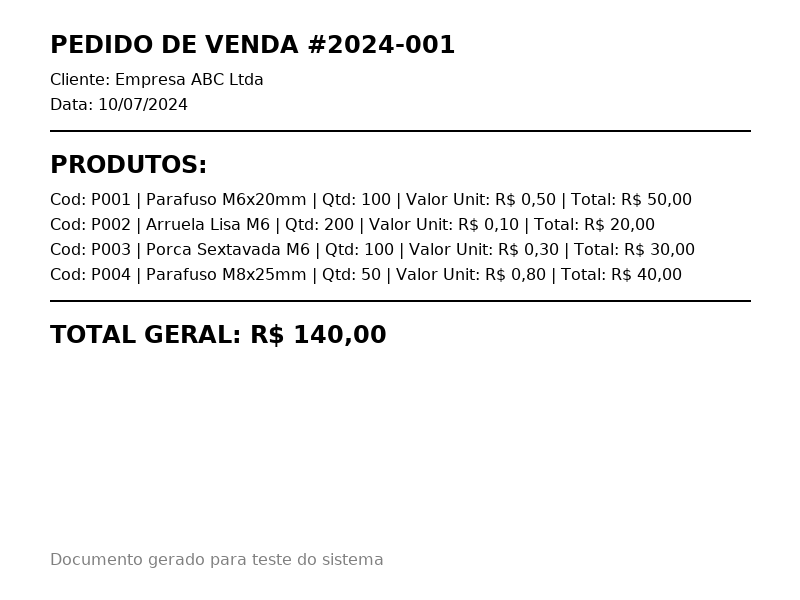 PEDIDO DE VENDA #2024-001
Cliente: Empresa ABC Ltda
Data: 10/07/2024
PRODUTOS:
Cod: P001 | Parafuso M6x20mm | Qtd: 100 | Valor Unit: R$ 0,50 | Total: R$ 50,00
Cod: P002 | Arruela Lisa M6 | Qtd: 200 | Valor Unit: R$ 0,10 | Total: R$ 20,00
Cod: P003 | Porca Sextavada M6 | Qtd: 100 | Valor Unit: R$ 0,30 | Total: R$ 30,00
Cod: P004 | Parafuso M8x25mm | Qtd: 50 | Valor Unit: R$ 0,80 | Total: R$ 40,00
TOTAL GERAL: R$ 140,00
Documento gerado para teste do sistema